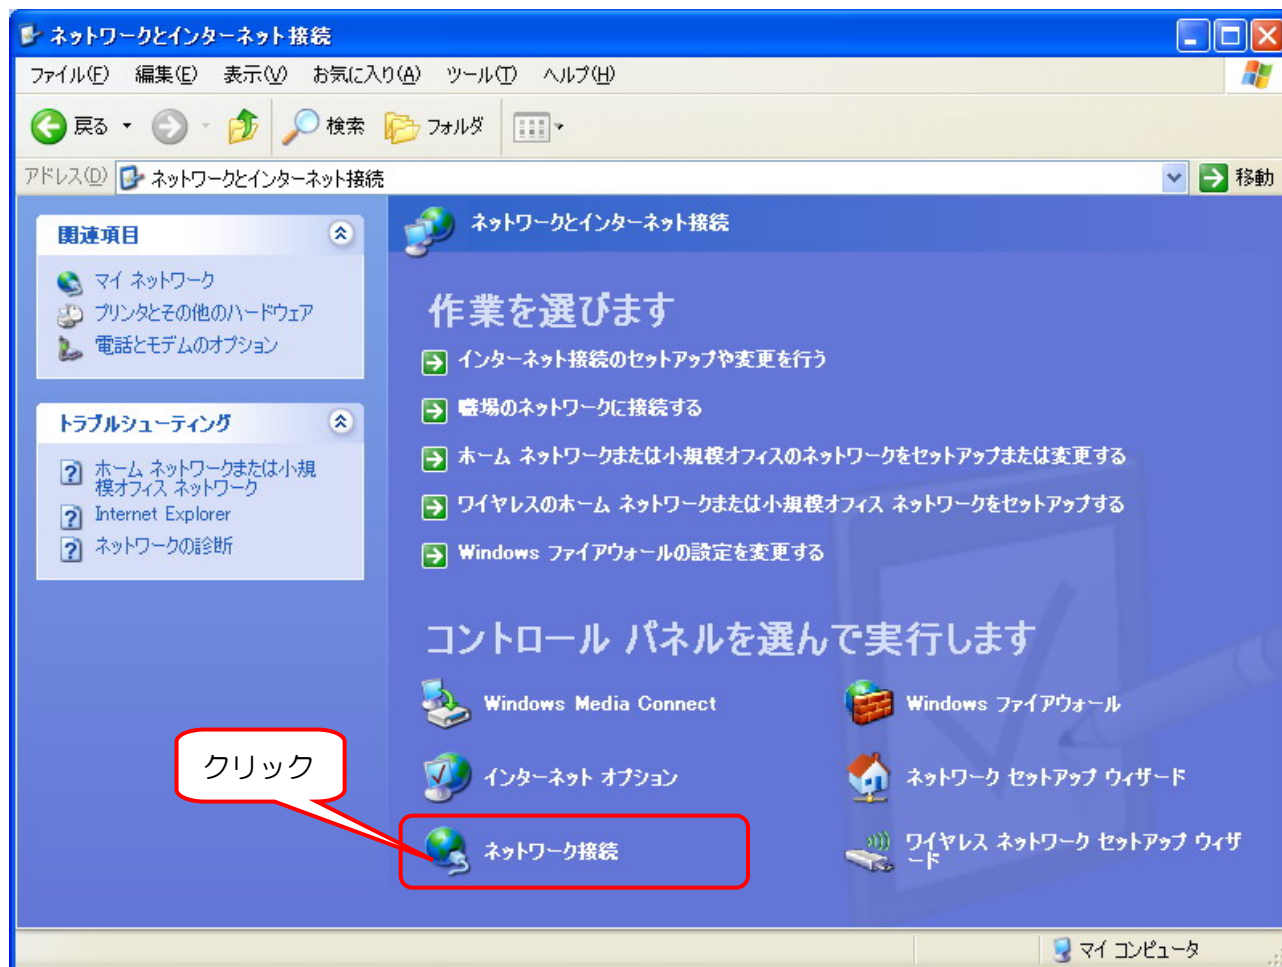 ネットワークとインターネット接続
ファイル(F) 編集(E) 表示(V) お気に入り(A) ツール(T) ヘルプ(H)
戻る 検索 フォルダ
アドレス(D) ネットワークとインターネット接続 移動
関連項目
マイ ネットワーク
プリンタとその他のハードウェア
電話とモデムのオプション
トラブルシューティング
ホーム ネットワークまたは小規
模オフィス ネットワーク
Internet Explorer
ネットワークの診断
ネットワークとインターネット接続
作業を選びます
インターネット接続のセットアップや変更を行う
職場のネットワークに接続する
ホーム ネットワークまたは小規模オフィスのネットワークをセットアップまたは変更する
ワイヤレスのホーム ネットワークまたは小規模オフィス ネットワークをセットアップする
Windows ファイアウォールの設定を変更する
コントロール パネルを選んで実行します
Windows Media Connect
Windows ファイアウォール
インターネット オプション
ネットワーク セットアップ ウィザード
ネットワーク接続
ワイヤレス ネットワーク セットアップ ウィザ
ード
クリック
マイ コンピュータ